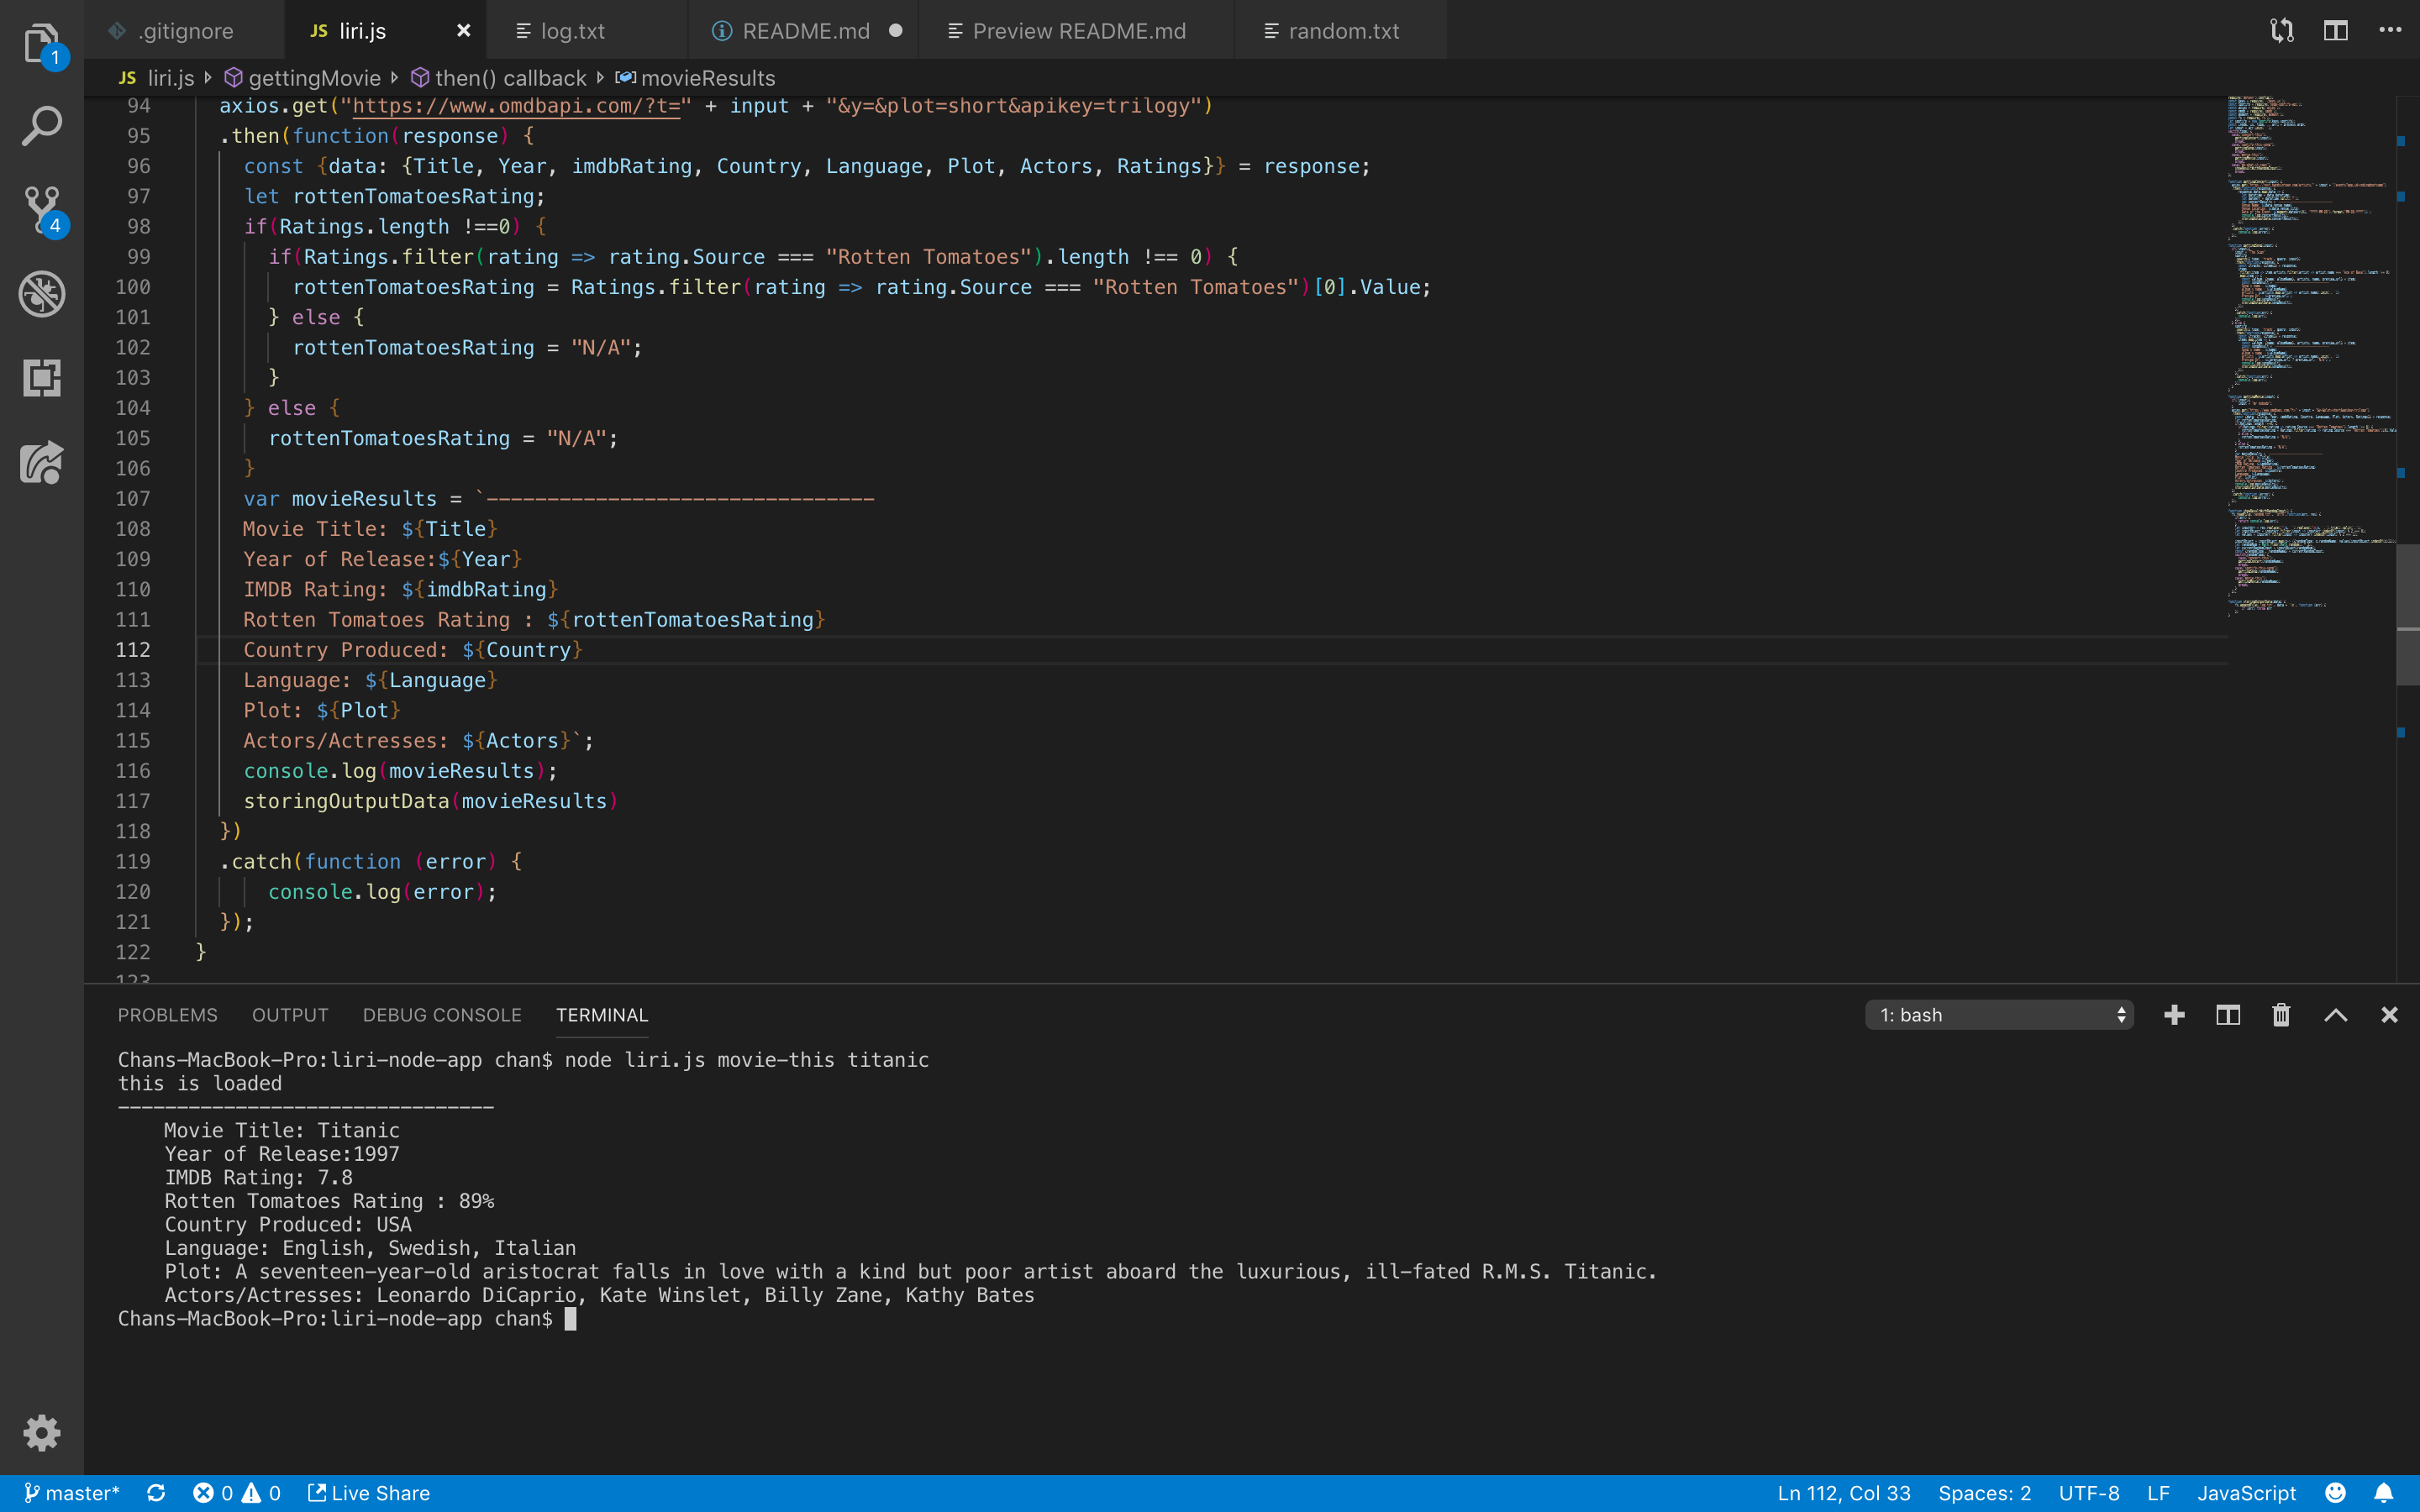 .gitignore
JS liri.js
log.txt
README.md
Preview README.md
random.txt
1
4
JS liri.js gettingMovie then() callback movieResults
94 axios.get("https://www.omdbapi.com/?t=" + input + "&y=&plot=short&apikey=trilogy")
95 .then(function(response) {
96 const {data: {Title, Year, imdbRating, Country, Language, Plot, Actors, Ratings}} = response;
97 let rottenTomatoesRating;
98 if(Ratings.length !==0) {
99 if(Ratings.filter(rating => rating.Source === "Rotten Tomatoes").length !== 0) {
100 rottenTomatoesRating = Ratings.filter(rating => rating.Source === "Rotten Tomatoes")[0].Value;
101 } else {
102 rottenTomatoesRating = "N/A";
103 }
104 } else {
105 rottenTomatoesRating = "N/A";
106 }
107 var movieResults = `--------------------------------
108 Movie Title: ${Title}
109 Year of Release:${Year}
110 IMDB Rating: ${imdbRating}
111 Rotten Tomatoes Rating : ${rottenTomatoesRating}
112 Country Produced: ${Country}
113 Language: ${Language}
114 Plot: ${Plot}
115 Actors/Actresses: ${Actors}`;
116 console.log(movieResults);
117 storingOutputData(movieResults)
118 })
119 .catch(function (error) {
120 console.log(error);
121 });
122 }
123
PROBLEMS OUTPUT DEBUG CONSOLE TERMINAL 1: bash
Chans-MacBook-Pro:liri-node-app chan$ node liri.js movie-this titanic
this is loaded
--------------------------------
Movie Title: Titanic
Year of Release:1997
IMDB Rating: 7.8
Rotten Tomatoes Rating : 89%
Country Produced: USA
Language: English, Swedish, Italian
Plot: A seventeen-year-old aristocrat falls in love with a kind but poor artist aboard the luxurious, ill-fated R.M.S. Titanic.
Actors/Actresses: Leonardo DiCaprio, Kate Winslet, Billy Zane, Kathy Bates
Chans-MacBook-Pro:liri-node-app chan$
master* 0 0 Live Share Ln 112, Col 33 Spaces: 2 UTF-8 LF JavaScript